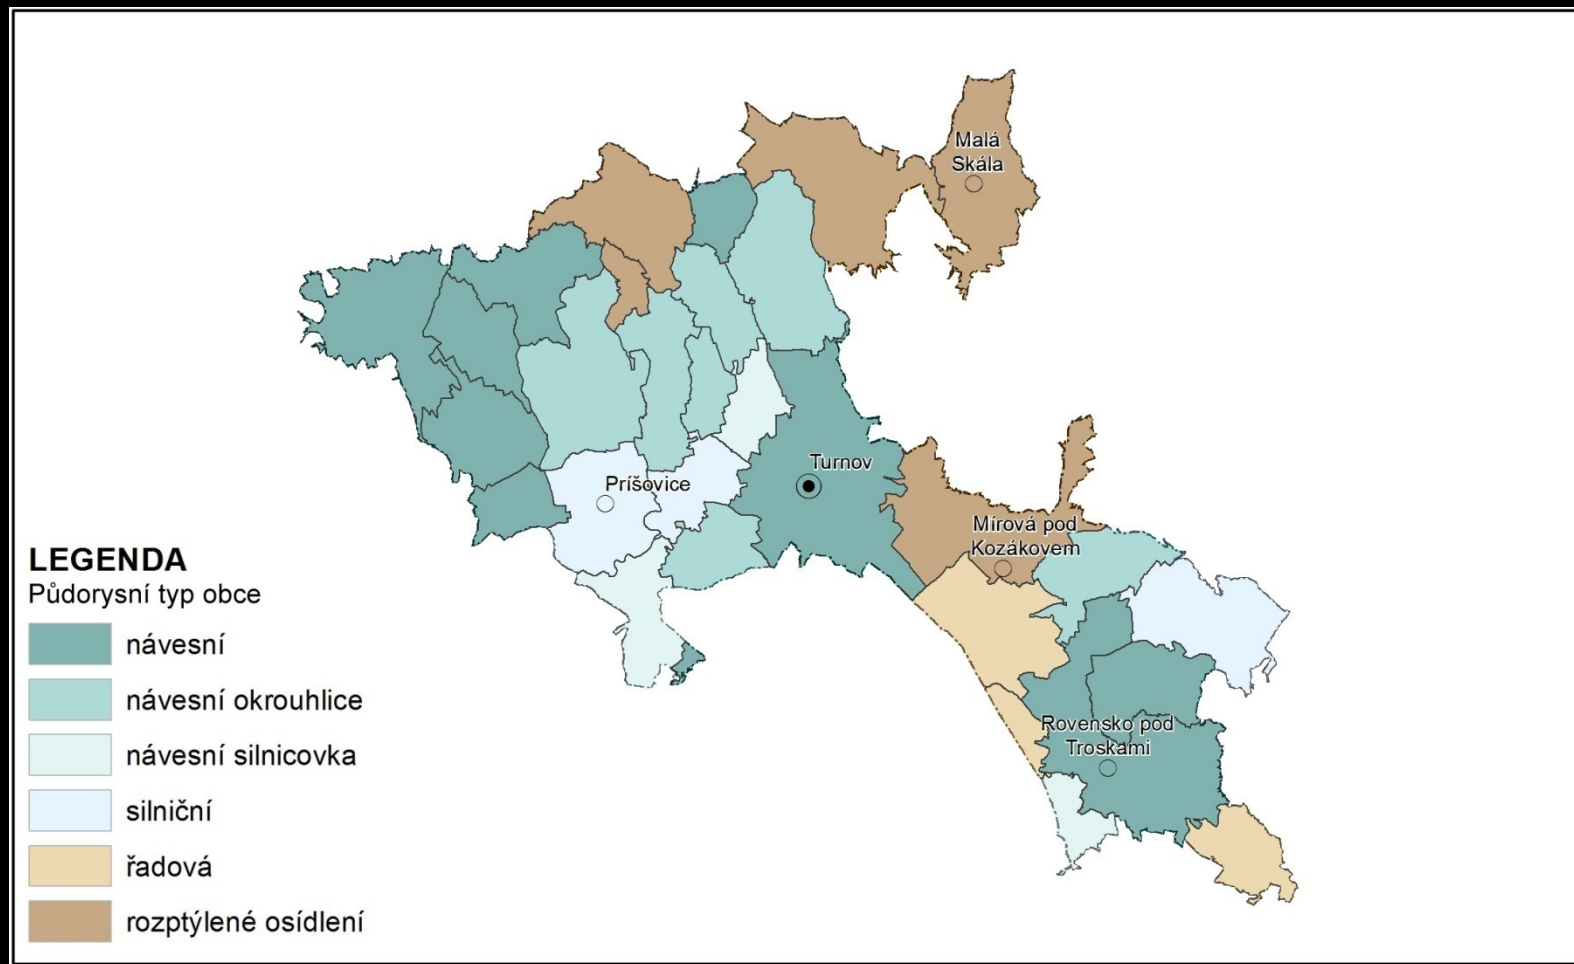 Malá
Skála
Turnov
Príšovice
Mírová pod
Kozákovem
Rovensko pod
Troskami
LEGENDA
Půdorysní typ obce
návesní
návesní okrouhlice
návesní silnicovka
silniční
řadová
rozptýlené osídlení